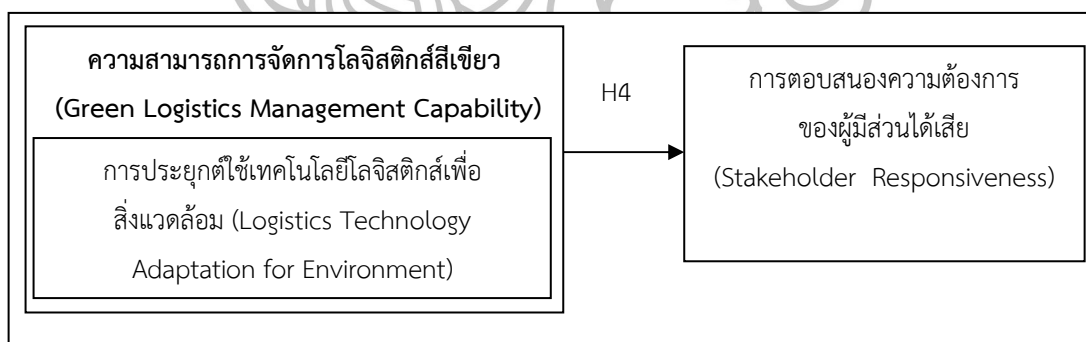 ความสามารถการจัดการโลจิสติกส์สีเขียว
(Green Logistics Management Capability)
การประยุกต์ใช้เทคโนโลยีโลจิสติกส์เพื่อ
สิ่งแวดล้อม (Logistics Technology
Adaptation for Environment)
H4
การตอบสนองความต้องการ
ของผู้มีส่วนได้เสีย
(Stakeholder Responsiveness)